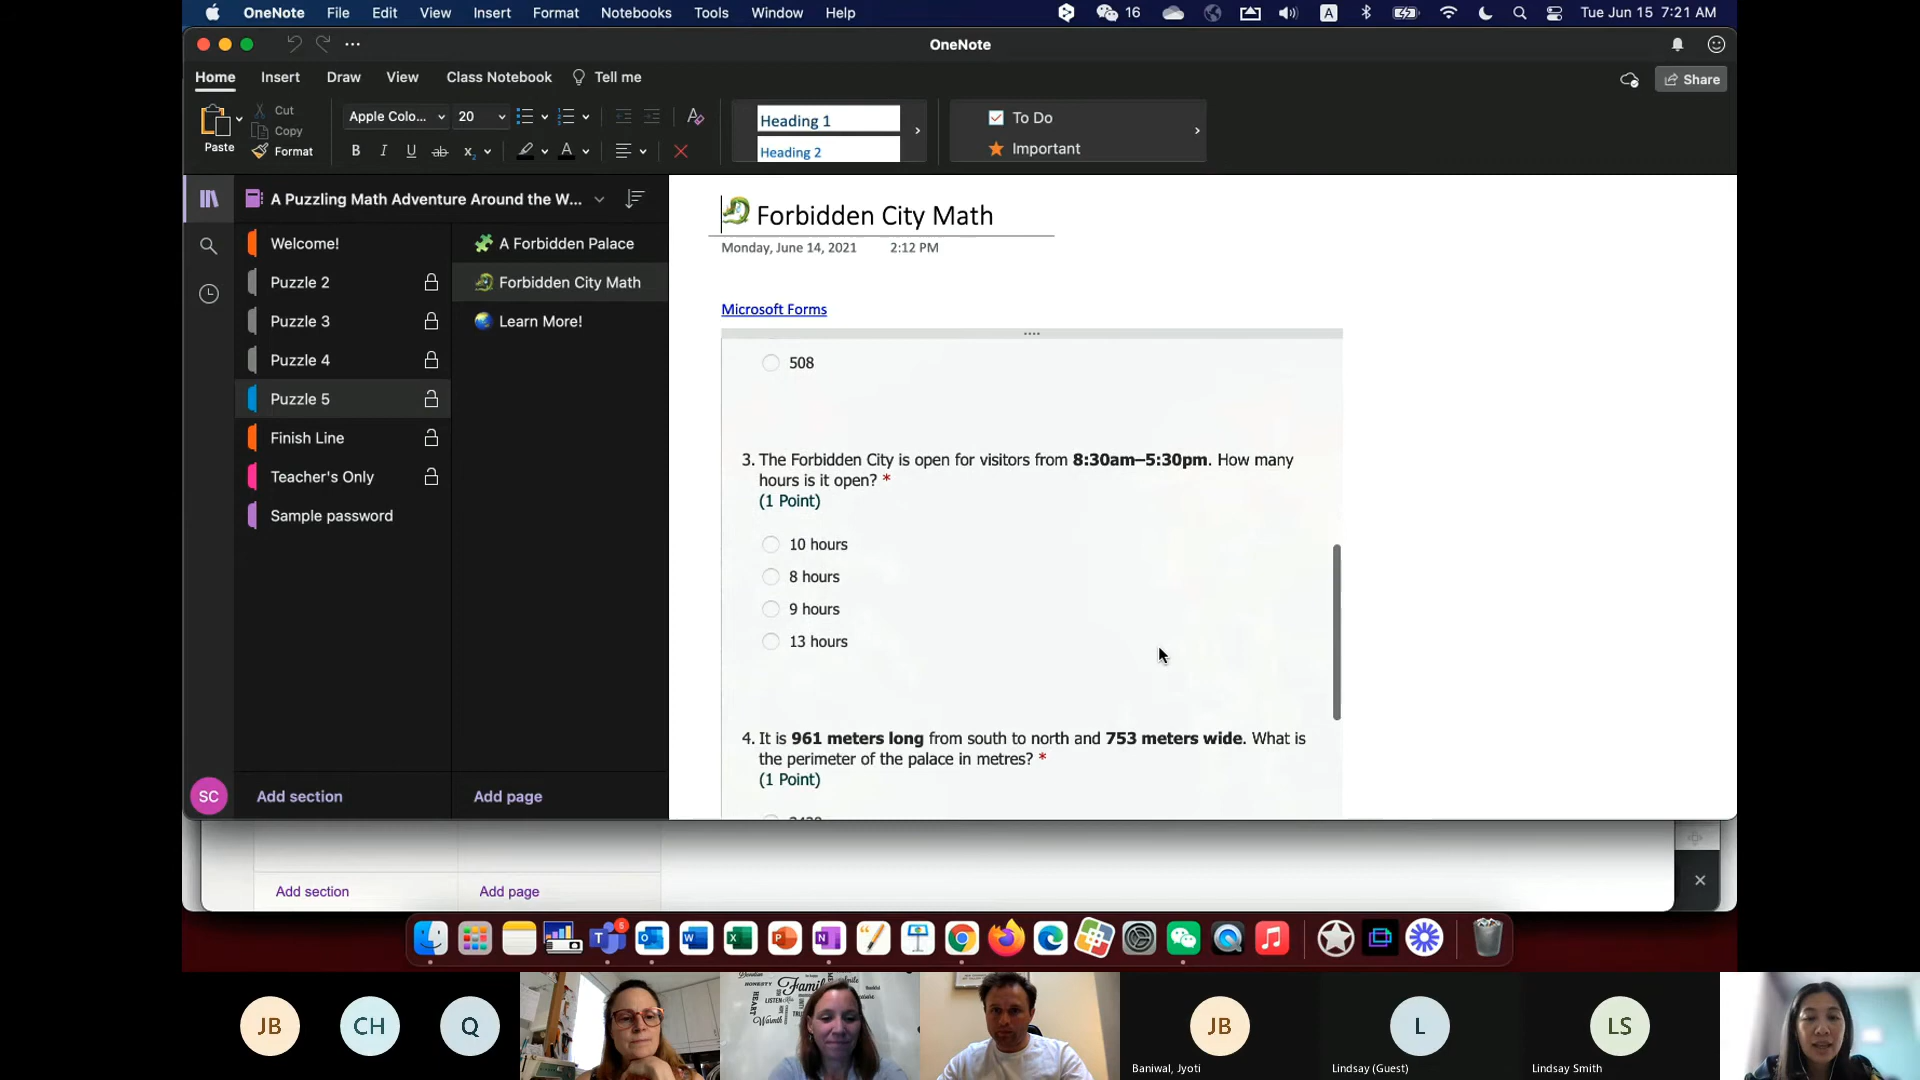 OneNote File Edit View Insert Format Notebooks Tools Window Help 16 A Tue Jun 15 7:21 AM
OneNote
Home Insert Draw View Class Notebook Tell me Share
Paste Cut Copy Format
Apple Colo... 20
B I U ab X₂ A
Heading 1
Heading 2
To Do
Important
A Puzzling Math Adventure Around the W...
Welcome!
Puzzle 2
Puzzle 3
Puzzle 4
Puzzle 5
Finish Line
Teacher's Only
Sample password
A Forbidden Palace
Forbidden City Math
Learn More!
SC
Add section Add page
Forbidden City Math
Monday, June 14, 2021 2:12 PM
Microsoft Forms
508
3. The Forbidden City is open for visitors from 8:30am–5:30pm. How many
hours is it open? *
(1 Point)
10 hours
8 hours
9 hours
13 hours
4. It is 961 meters long from south to north and 753 meters wide. What is
the perimeter of the palace in metres? *
(1 Point)
Add section Add page
5
JB
CH
Q
HONESTY
HEART
LISTEN
Family
Warmth
JB
Baniwal, Jyoti
L
Lindsay (Guest)
LS
Lindsay Smith